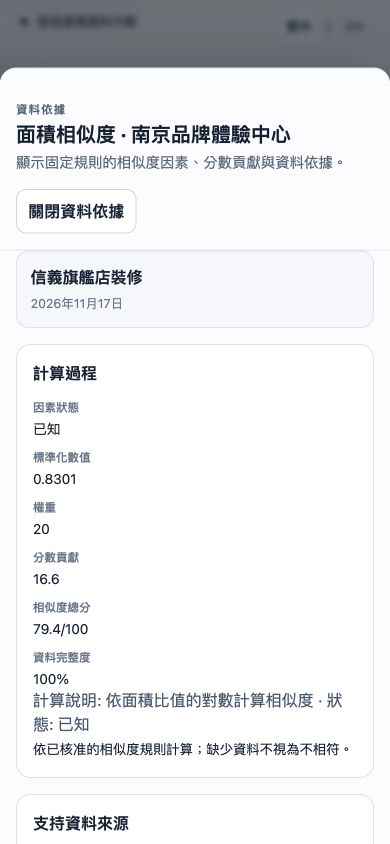 資料依據
面積相似度 · 南京品牌體驗中心
顯示固定規則的相似度因素、分數貢獻與資料依據。
關閉資料依據
信義旗艦店裝修
2026年11月17日
計算過程
因素狀態
已知
標準化數值
0.8301
權重
20
分數貢獻
16.6
相似度總分
79.4/100
資料完整度
100%
計算說明: 依面積比值的對數計算相似度 · 狀
態: 已知
依已核准的相似度規則計算；缺少資料不視為不相符。
支持資料來源